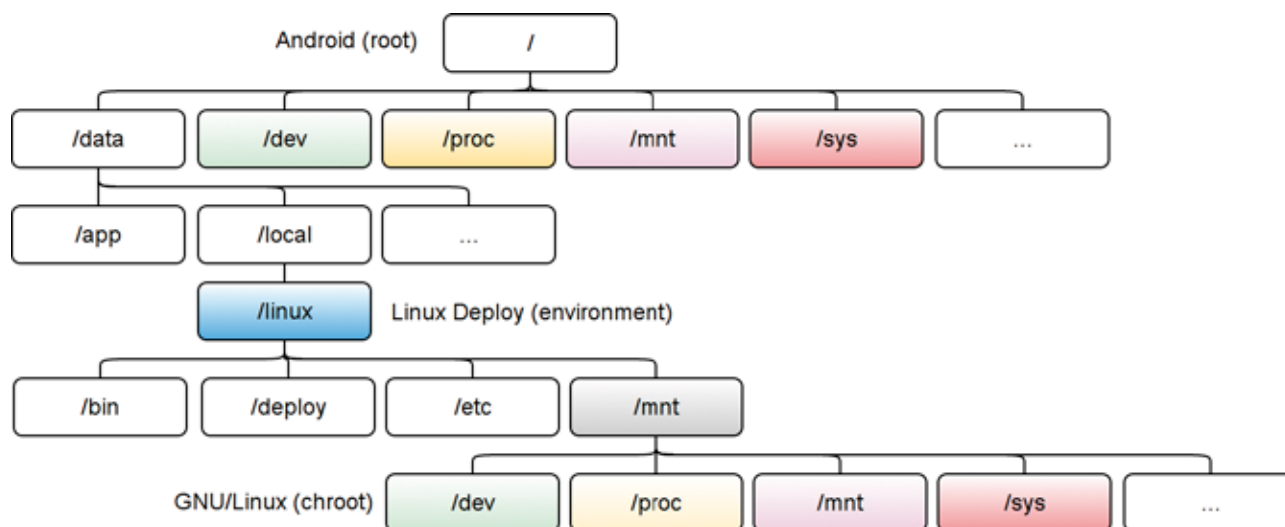 Android (root) /
/data /dev /proc /mnt /sys ...
/app /local ...
/linux Linux Deploy (environment)
/bin /deploy /etc /mnt
GNU/Linux (chroot) /dev /proc /mnt /sys ...